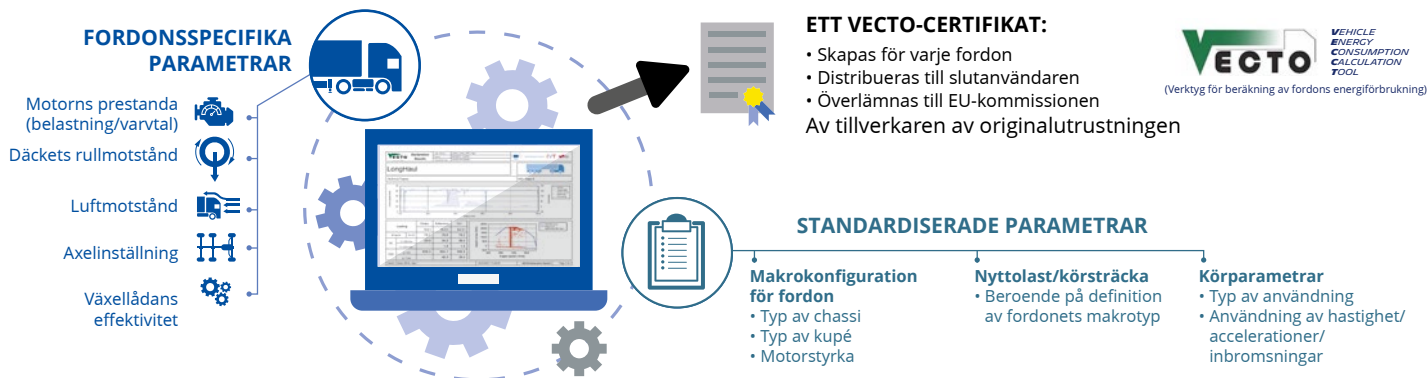 FORDONSSPECIFIKA
PARAMETRAR
Motorns prestanda
(belastning/varvtal)
Däckets rullmotstånd
Luftmotstånd
Axelinställning
Växellådans
effektivitet
VECTO
LongHaul
ETT VECTO-CERTIFIKAT:
• Skapas för varje fordon
• Distribueras till slutanvändaren
• Överlämnas till EU-kommissionen
Av tillverkaren av originalutrustningen
VECTO
VEHICLE
ENERGY
CONSUMPTION
CALCULATION
TOOL
(Verktyg för beräkning av fordons energiförbrukning)
STANDARDISERADE PARAMETRAR
Makrokonfiguration
för fordon
• Typ av chassi
• Typ av kupé
• Motorstyrka
Nyttolast/körsträcka
• Beroende på definition
av fordonets makrotyp
Körparametrar
• Typ av användning
• Användning av hastighet/
accelerationer/
inbromsningar